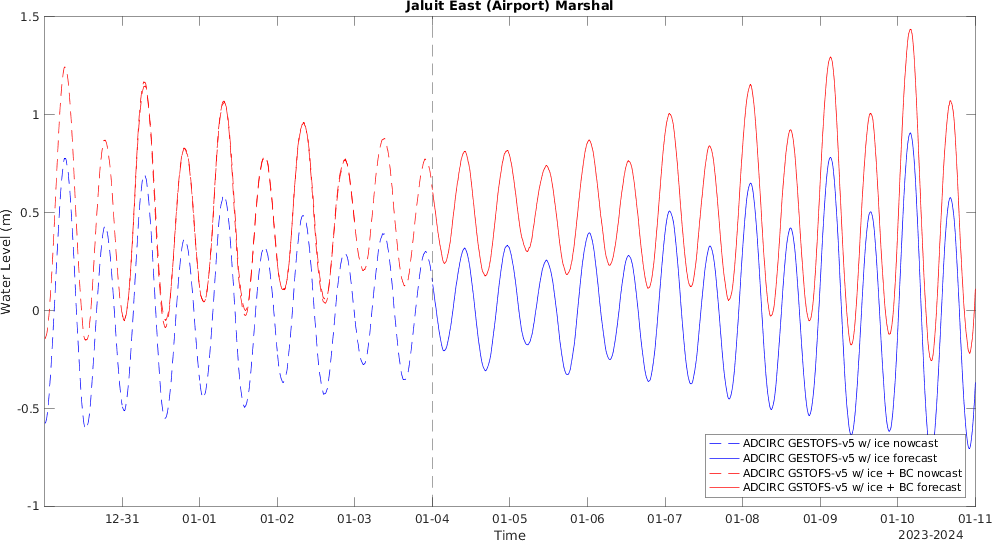 Jaluit East (Airport) Marshal
Water Level (m)
1.5
1
0.5
0
-0.5
-1
ADCIRC GESTOFS-v5 w/ ice nowcast
ADCIRC GESTOFS-v5 w/ ice forecast
ADCIRC GSTOFS-v5 w/ ice + BC nowcast
ADCIRC GSTOFS-v5 w/ ice + BC forecast
12-31 01-01 01-02 01-03 01-04 01-05 01-06 01-07 01-08 01-09 01-10 01-11
Time
2023-2024